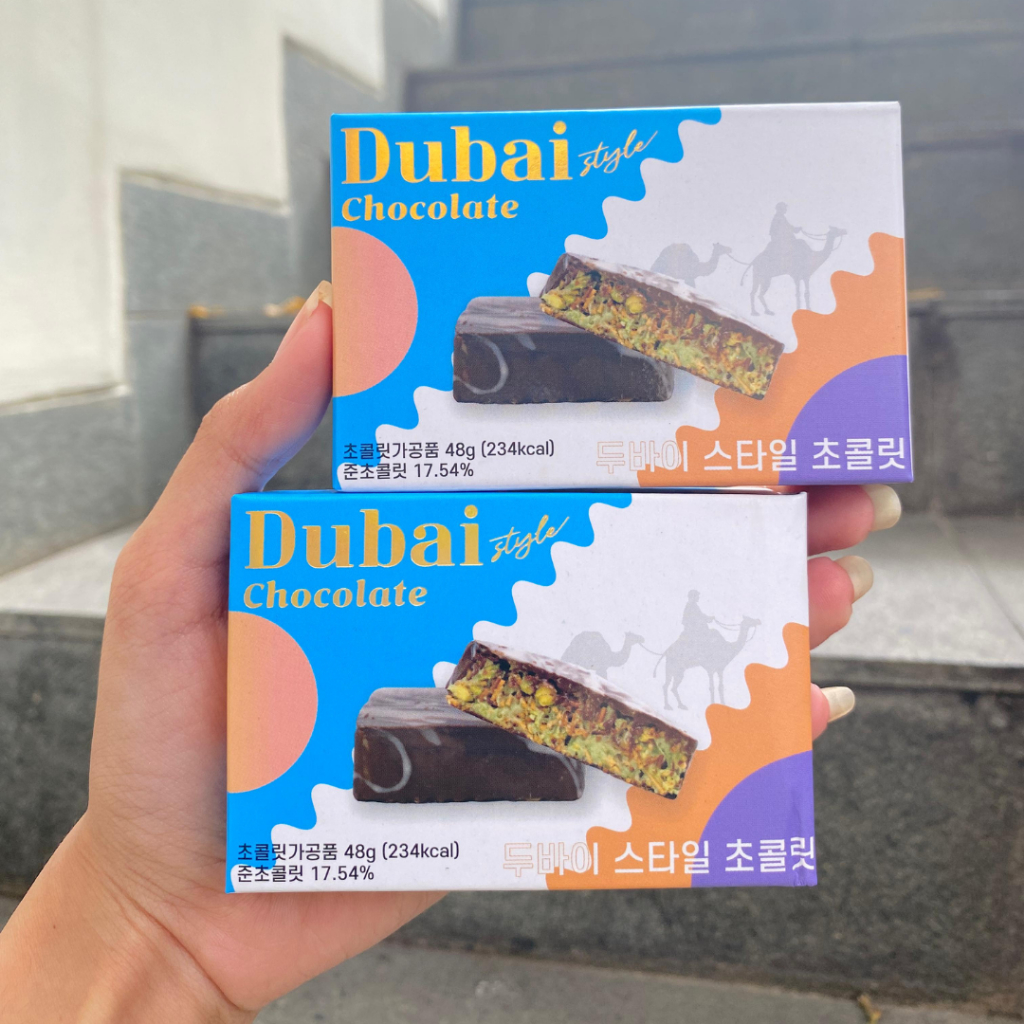 Dubai style
Chocolate
초콜릿가공품 48g (234kcal)
준초콜릿 17.54%
두바이 스타일 초콜릿
Dubai style
Chocolate
초콜릿가공품 48g (234kcal)
준초콜릿 17.54%
두바이 스타일 초콜릿